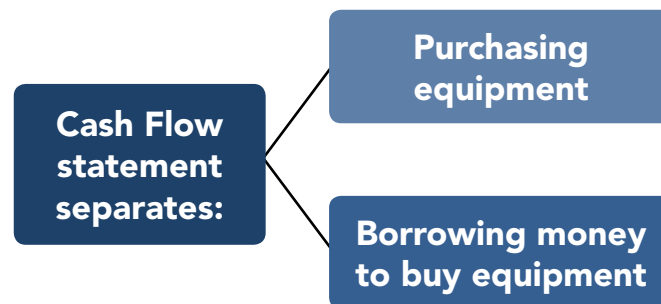 Cash Flow
statement
separates:
Purchasing
equipment
Borrowing money
to buy equipment